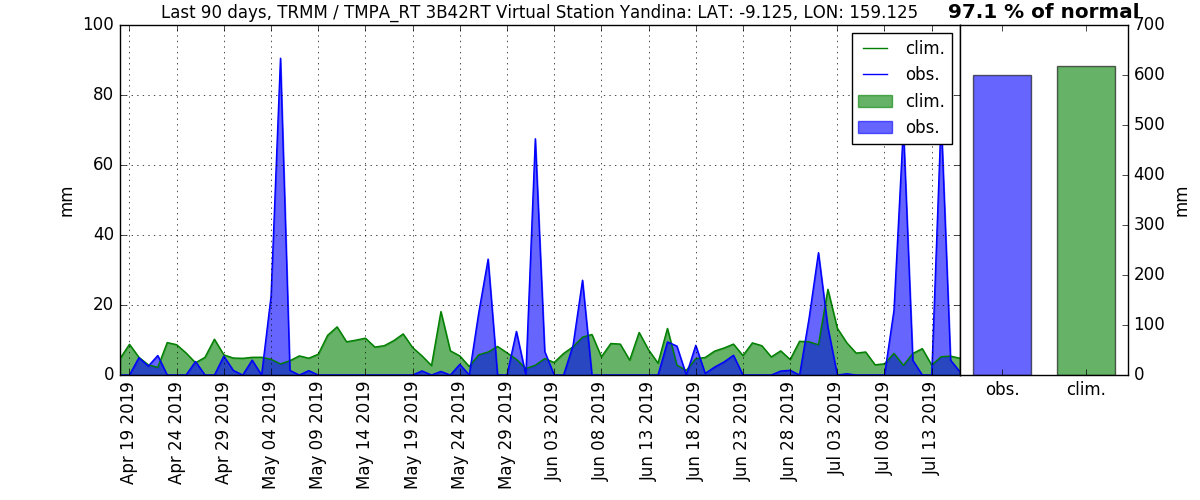 Last 90 days, TRMM / TMPA_RT 3B42RT Virtual Station Yandina: LAT: -9.125, LON: 159.125
97.1 % of normal
mm
100
80
60
40
20
0
clim.
obs.
clim.
obs.
700
600
500
400
300
200
100
0
mm
Apr 19 2019
Apr 24 2019
Apr 29 2019
May 04 2019
May 09 2019
May 14 2019
May 19 2019
May 24 2019
May 29 2019
Jun 03 2019
Jun 08 2019
Jun 13 2019
Jun 18 2019
Jun 23 2019
Jun 28 2019
Jul 03 2019
Jul 08 2019
Jul 13 2019
obs.
clim.